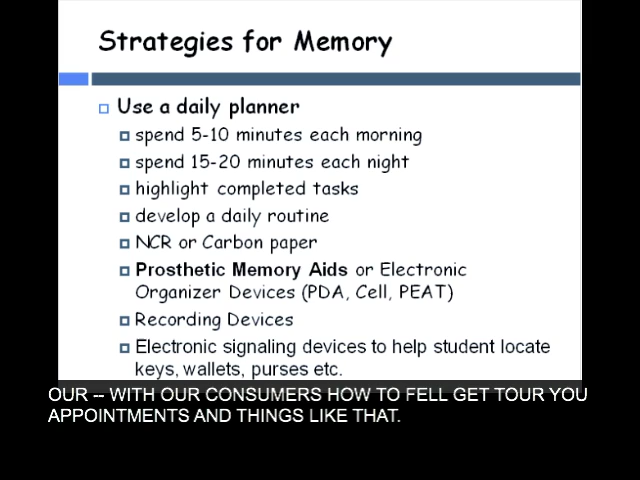 Strategies for Memory
Use a daily planner
spend 5-10 minutes each morning
spend 15-20 minutes each night
highlight completed tasks
develop a daily routine
NCR or Carbon paper
Prosthetic Memory Aids or Electronic
Organizer Devices (PDA, Cell, PEAT)
Recording Devices
Electronic signaling devices to help student locate
keys, wallets, purses etc.
OUR -- WITH OUR CONSUMERS HOW TO FELL GET TOUR YOU
APPOINTMENTS AND THINGS LIKE THAT.